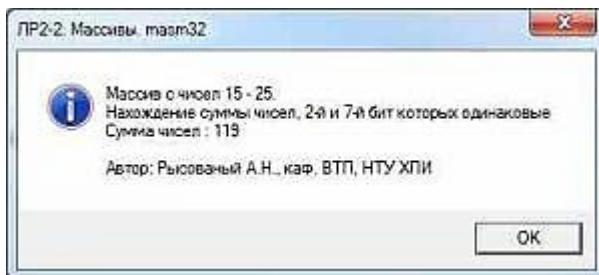 ЛР2-2. Массивы. masm32
Массив с чисел 15 - 25.
Нахождение суммы чисел, 2-й и 7-й бит которых одинаковые
Сумма чисел : 119
Автор: Рысованый А.Н., каф. ВТП, НТУ ХПИ
OK